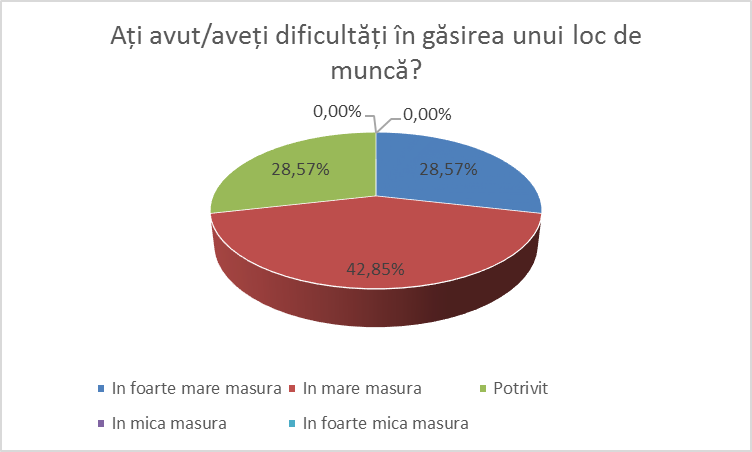 Ați avut/aveți dificultăți în găsirea unui loc de
muncă?
0,00% 0,00%
28,57% 28,57%
42,85%
In foarte mare masura In mare masura Potrivit
In mica masura In foarte mica masura